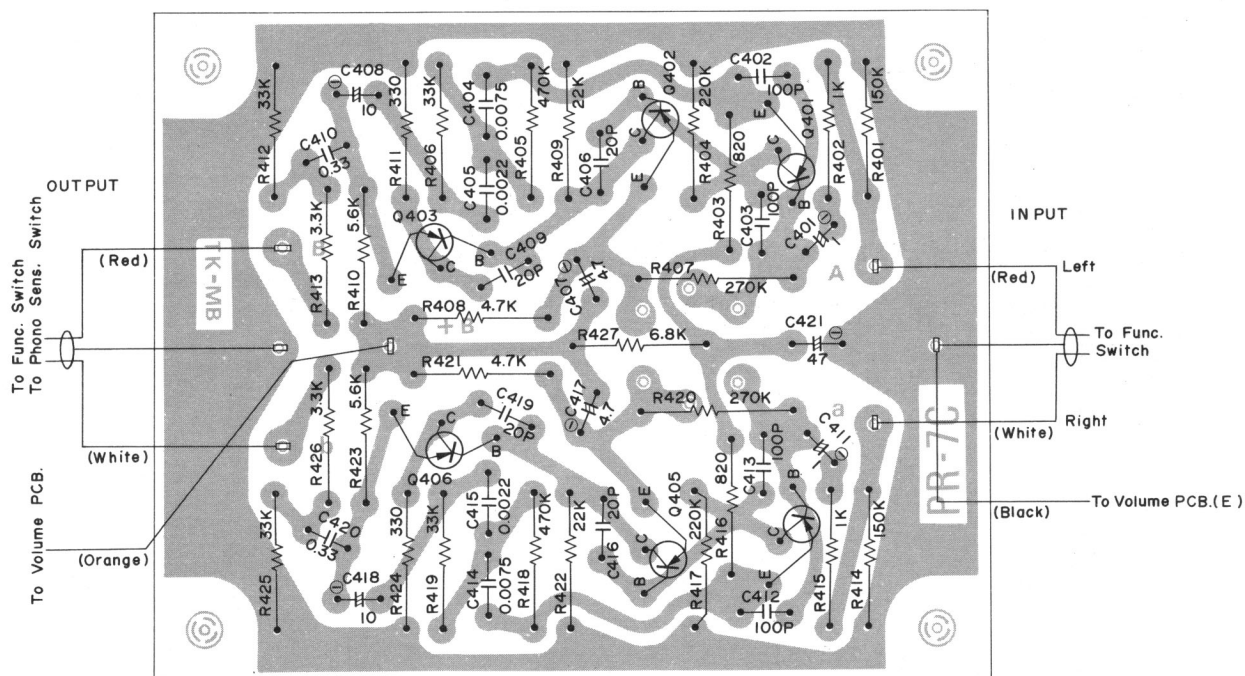 C408
10
33K
R412
C410
0.33
330
R411
33K
R406
C404
0.0075
C405
0.0022
470K
R405
22K
R409
C406
20P
Q402
B
C
E
220K
R404
C402
100P
E
Q401
C
B
820
R403
100P
C403
1K
R402
150K
R401
C401
1
OUTPUT
INPUT
To Func. Switch
To Phono Sens. Switch
(Red)
(White)
TK-MB
B
3.3K
R413
5.6K
R410
Q403
E
C
B
C409
20P
C407
4.7
R407
270K
A
(Red)
Left
R408
4.7K
+B
R427
6.8K
C421
47
To Func.
Switch
R421
4.7K
3.3K
R426
5.6K
R423
E
C
B
Q406
C419
20P
C417
4.7
R420
270K
a
C411
1
(White)
Right
PR-7C
(Black)
To Volume PCB.(E)
To Volume PCB.
(Orange)
33K
R425
C420
0.33
C418
10
330
R424
33K
R419
C415
0.0022
C414
0.0075
470K
R418
22K
R422
20P
C416
E
C
B
Q405
220K
R417
820
R416
C413
100P
B
C
E
C412
100P
1K
R415
150K
R414